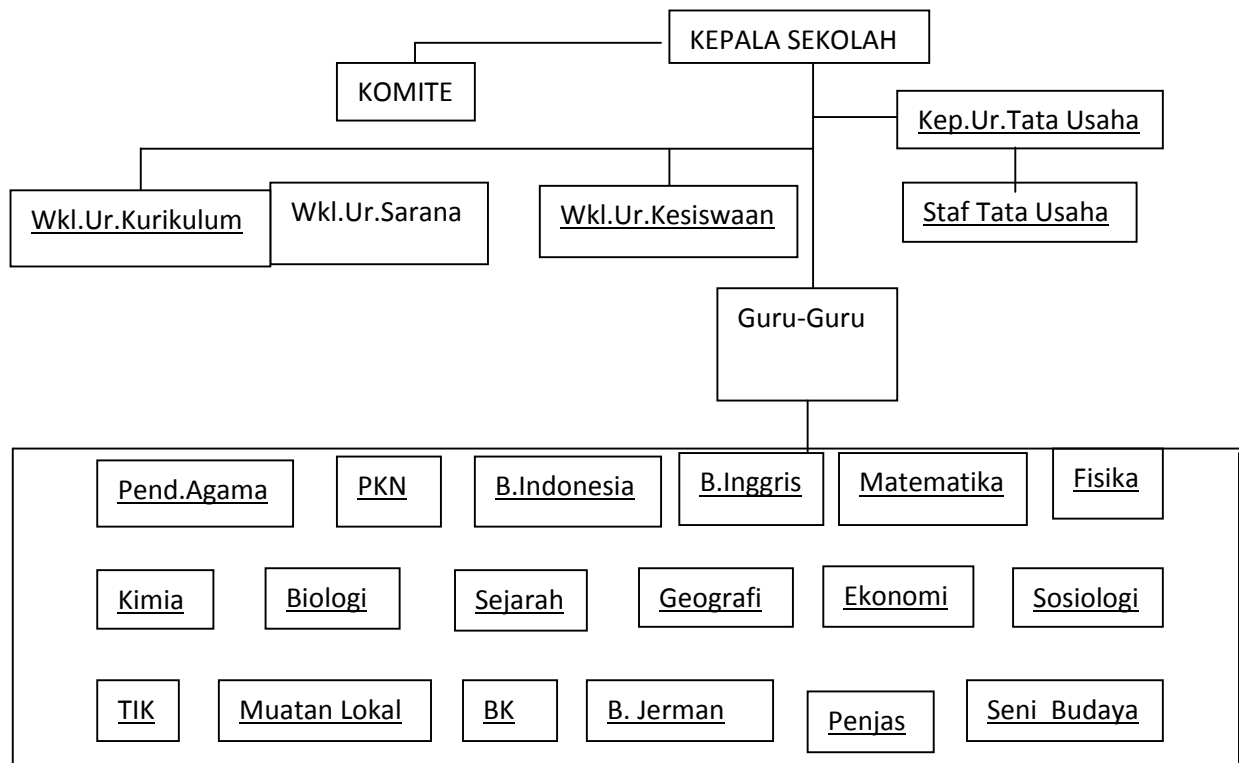 KEPALA SEKOLAH
KOMITE
Kep.Ur.Tata Usaha
Wkl.Ur.Kurikulum
Wkl.Ur.Sarana
Wkl.Ur.Kesiswaan
Staf Tata Usaha
Guru-Guru
Pend.Agama
PKN
B.Indonesia
B.Inggris
Matematika
Fisika
Kimia
Biologi
Sejarah
Geografi
Ekonomi
Sosiologi
TIK
Muatan Lokal
BK
B. Jerman
Penjas
Seni Budaya